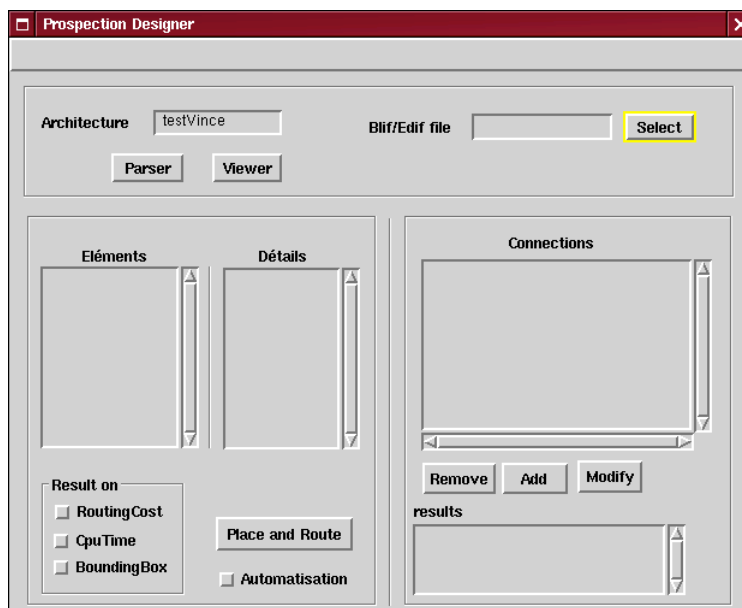 Prospection Designer
Architecture testVince Blif/Edif file Select
Parser Viewer
Eléments Détails Connections
Remove Add Modify
Result on
RoutingCost
CpuTime
BoundingBox
Place and Route
Automatisation
results